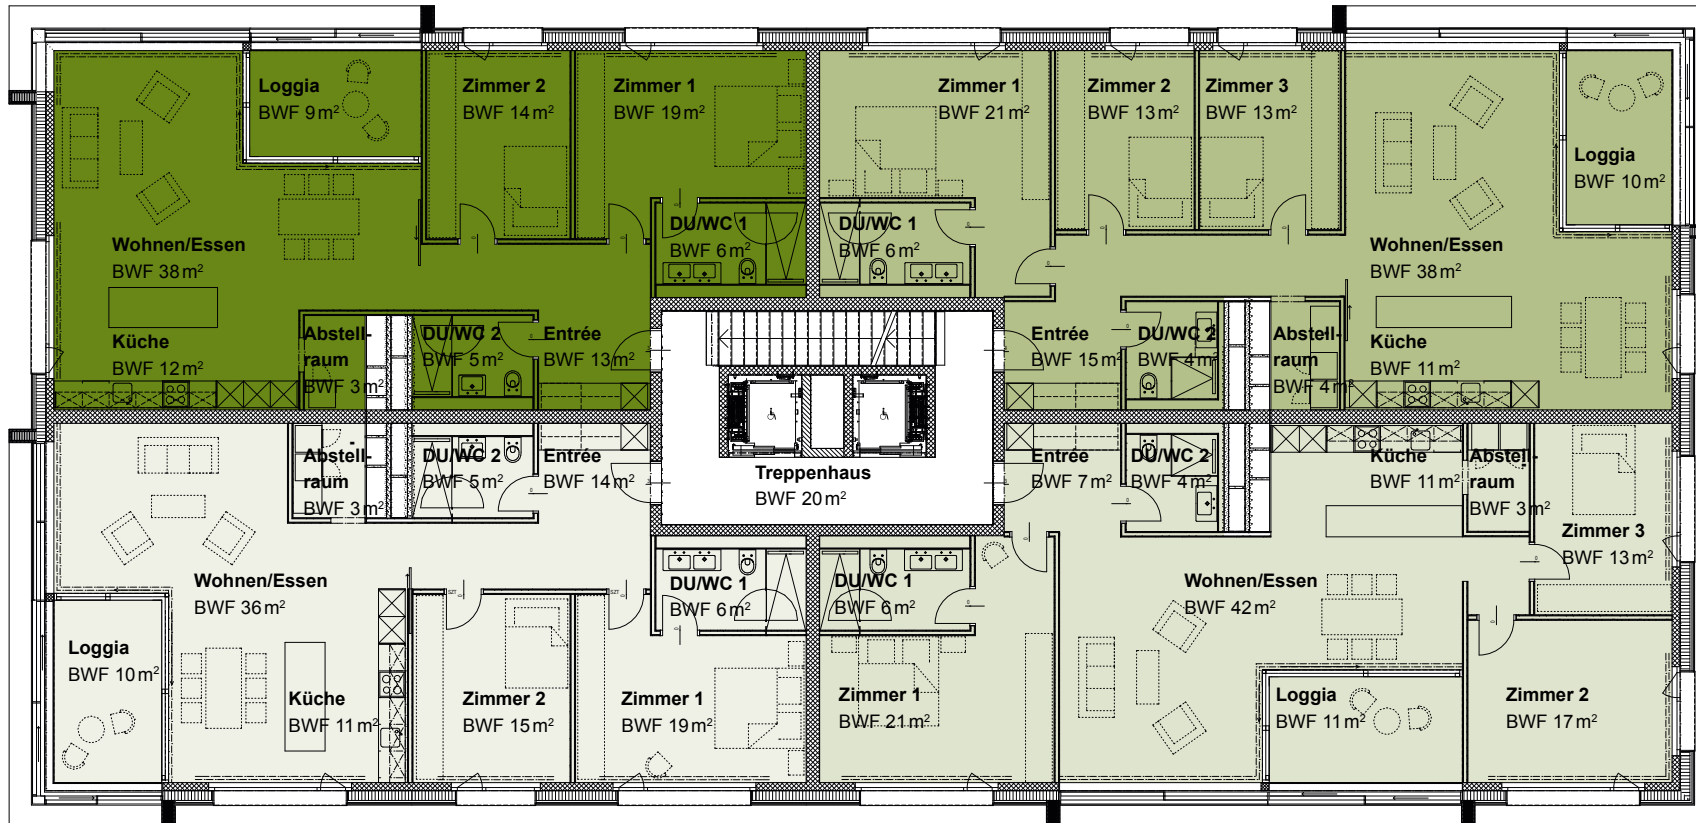 Loggia
BWF 9 m²
Zimmer 2
BWF 14 m²
Zimmer 1
BWF 19 m²
Zimmer 1
BWF 21 m²
Zimmer 2
BWF 13 m²
Zimmer 3
BWF 13 m²
Loggia
BWF 10 m²
Wohnen/Essen
BWF 38 m²
DU/WC 1
BWF 6 m²
DU/WC 1
BWF 6 m²
Wohnen/Essen
BWF 38 m²
Küche
BWF 12 m²
Abstell-
raum
BWF 3 m²
DU/WC 2
BWF 5 m²
Entrée
BWF 13 m²
Entrée
BWF 15 m²
DU/WC 2
BWF 4 m²
Abstell-
raum
BWF 4 m²
Küche
BWF 11 m²
Abstell-
raum
BWF 3 m²
DU/WC 2
BWF 5 m²
Entrée
BWF 14 m²
Treppenhaus
BWF 20 m²
Entrée
BWF 7 m²
DU/WC 2
BWF 4 m²
Küche
BWF 11 m²
Abstell-
raum
BWF 3 m²
Zimmer 3
BWF 13 m²
Wohnen/Essen
BWF 36 m²
DU/WC 1
BWF 6 m²
DU/WC 1
BWF 6 m²
Wohnen/Essen
BWF 42 m²
Loggia
BWF 10 m²
Küche
BWF 11 m²
Zimmer 2
BWF 15 m²
Zimmer 1
BWF 19 m²
Zimmer 1
BWF 21 m²
Loggia
BWF 11 m²
Zimmer 2
BWF 17 m²